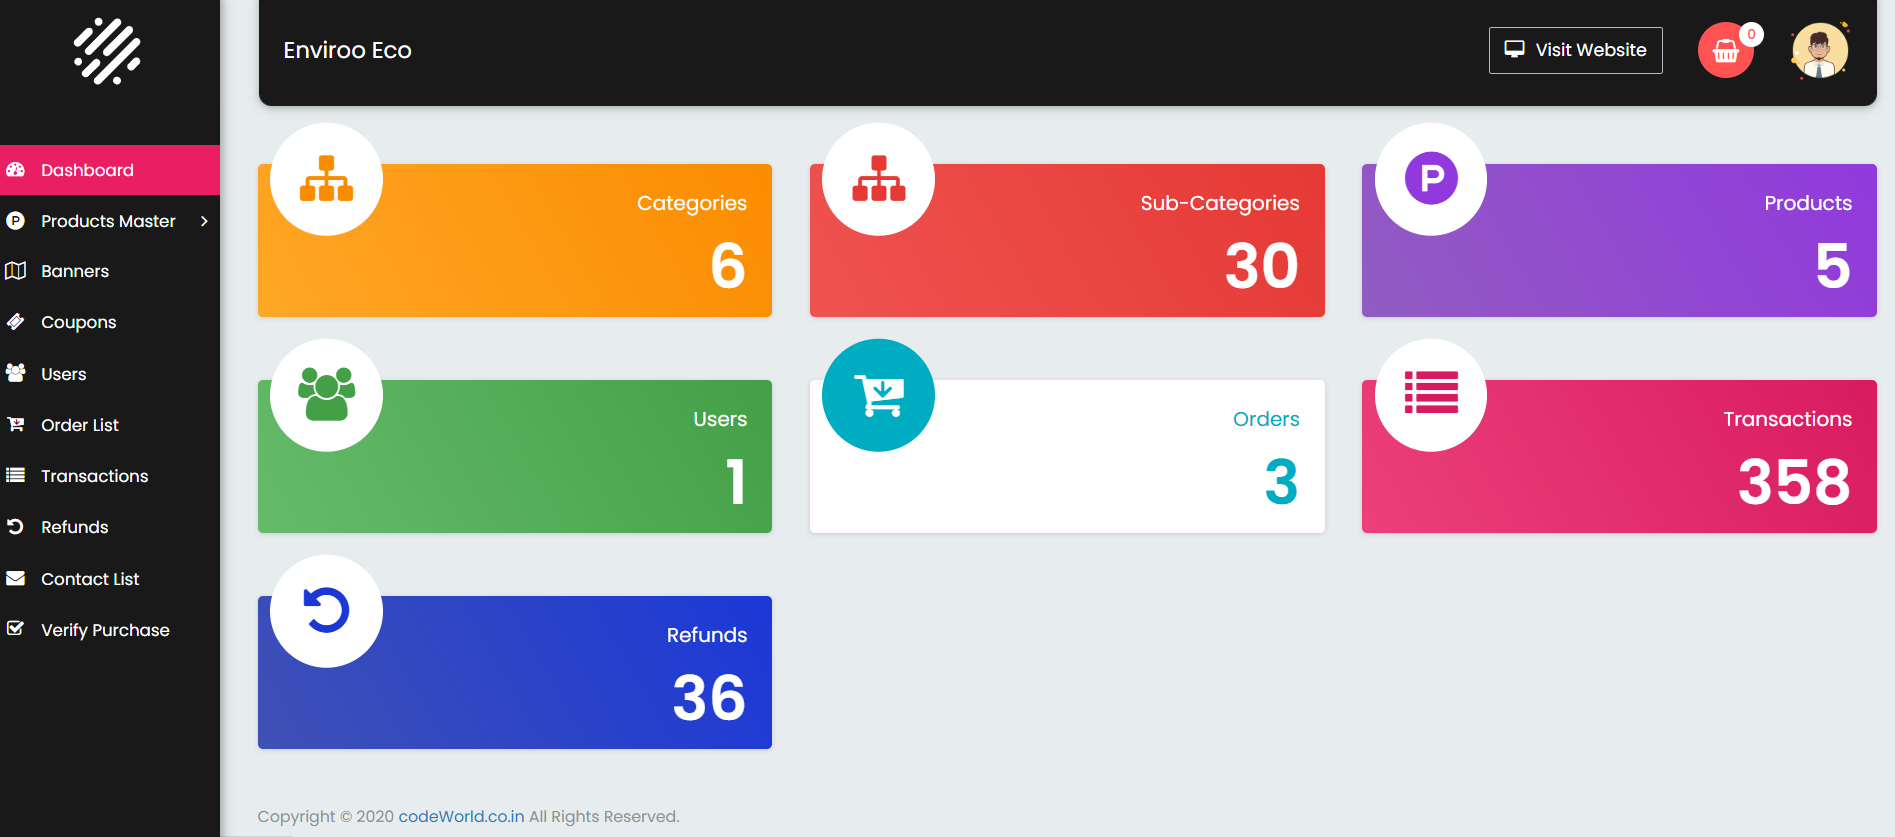 Enviroo Eco
Visit Website
0
Dashboard
Products Master
Banners
Coupons
Users
Order List
Transactions
Refunds
Contact List
Verify Purchase
Categories
6
Sub-Categories
30
Products
5
Users
1
Orders
3
Transactions
358
Refunds
36
Copyright © 2020 codeWorld.co.in All Rights Reserved.